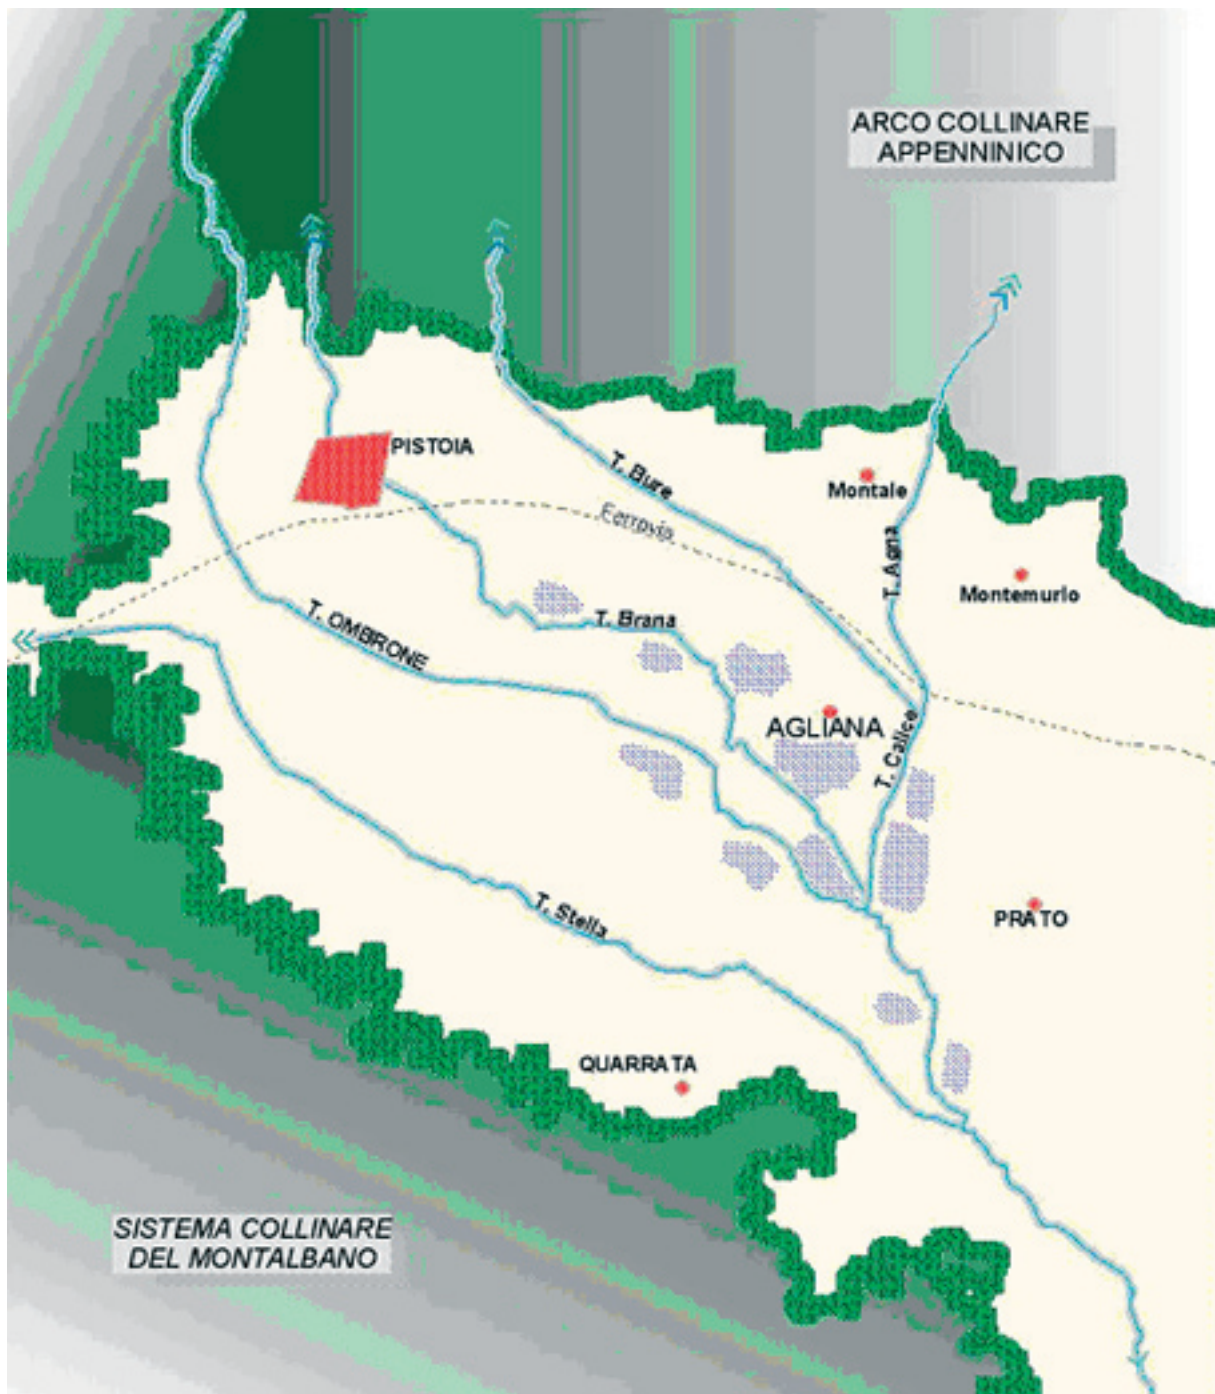 ARCO COLLINARE
APPENNINICO
PISTOIA
T. Bure
Montale
Ferrovia
T. Agna
Montemurlo
T. OMBRONE
T. Brana
AGLIANA
T. Calice
T. Stella
PRATO
QUARRATA
SISTEMA COLLINARE
DEL MONTALBANO